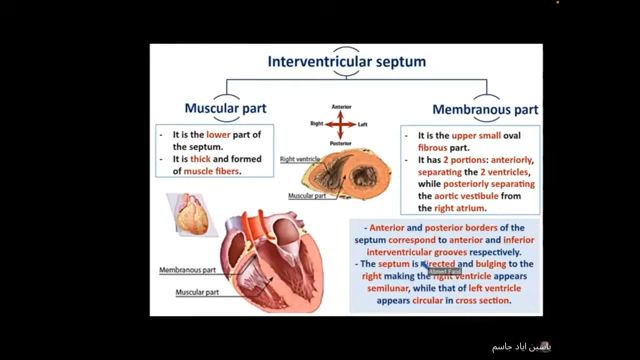 Interventricular septum
Muscular part
- It is the lower part of
the septum.
- It is thick and formed
of muscle fibers.
Anterior
Right
Left
Posterior
Right ventricle
Muscular part
Membranous part
- It is the upper small oval
fibrous part.
- It has 2 portions: anteriorly,
separating the 2 ventricles,
while posteriorly separating
the aortic vestibule from
the right atrium.
Membranous part
Muscular part
- Anterior and posterior borders of the
septum correspond to anterior and inferior
interventricular grooves respectively.
- The septum is directed and bulging to the
right making the right ventricle appears
semilunar, while that of left ventricle
appears circular in cross section.
Ahmed Farid
ياسين اياد جاسم